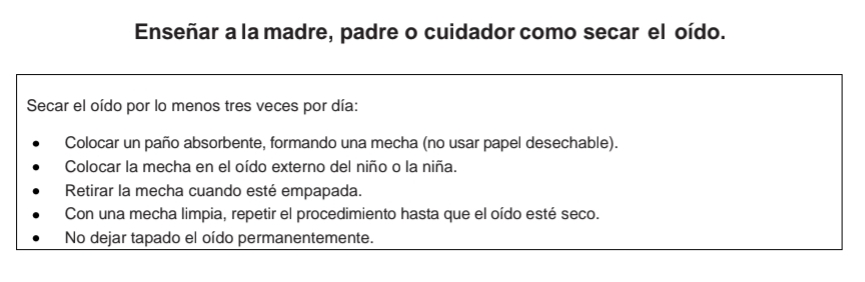 Enseñar a la madre, padre o cuidador como secar el oído.
Secar el oído por lo menos tres veces por día:
• Colocar un paño absorbente, formando una mecha (no usar papel desechable).
• Colocar la mecha en el oído externo del niño o la niña.
• Retirar la mecha cuando esté empapada.
• Con una mecha limpia, repetir el procedimiento hasta que el oído esté seco.
• No dejar tapado el oído permanentemente.